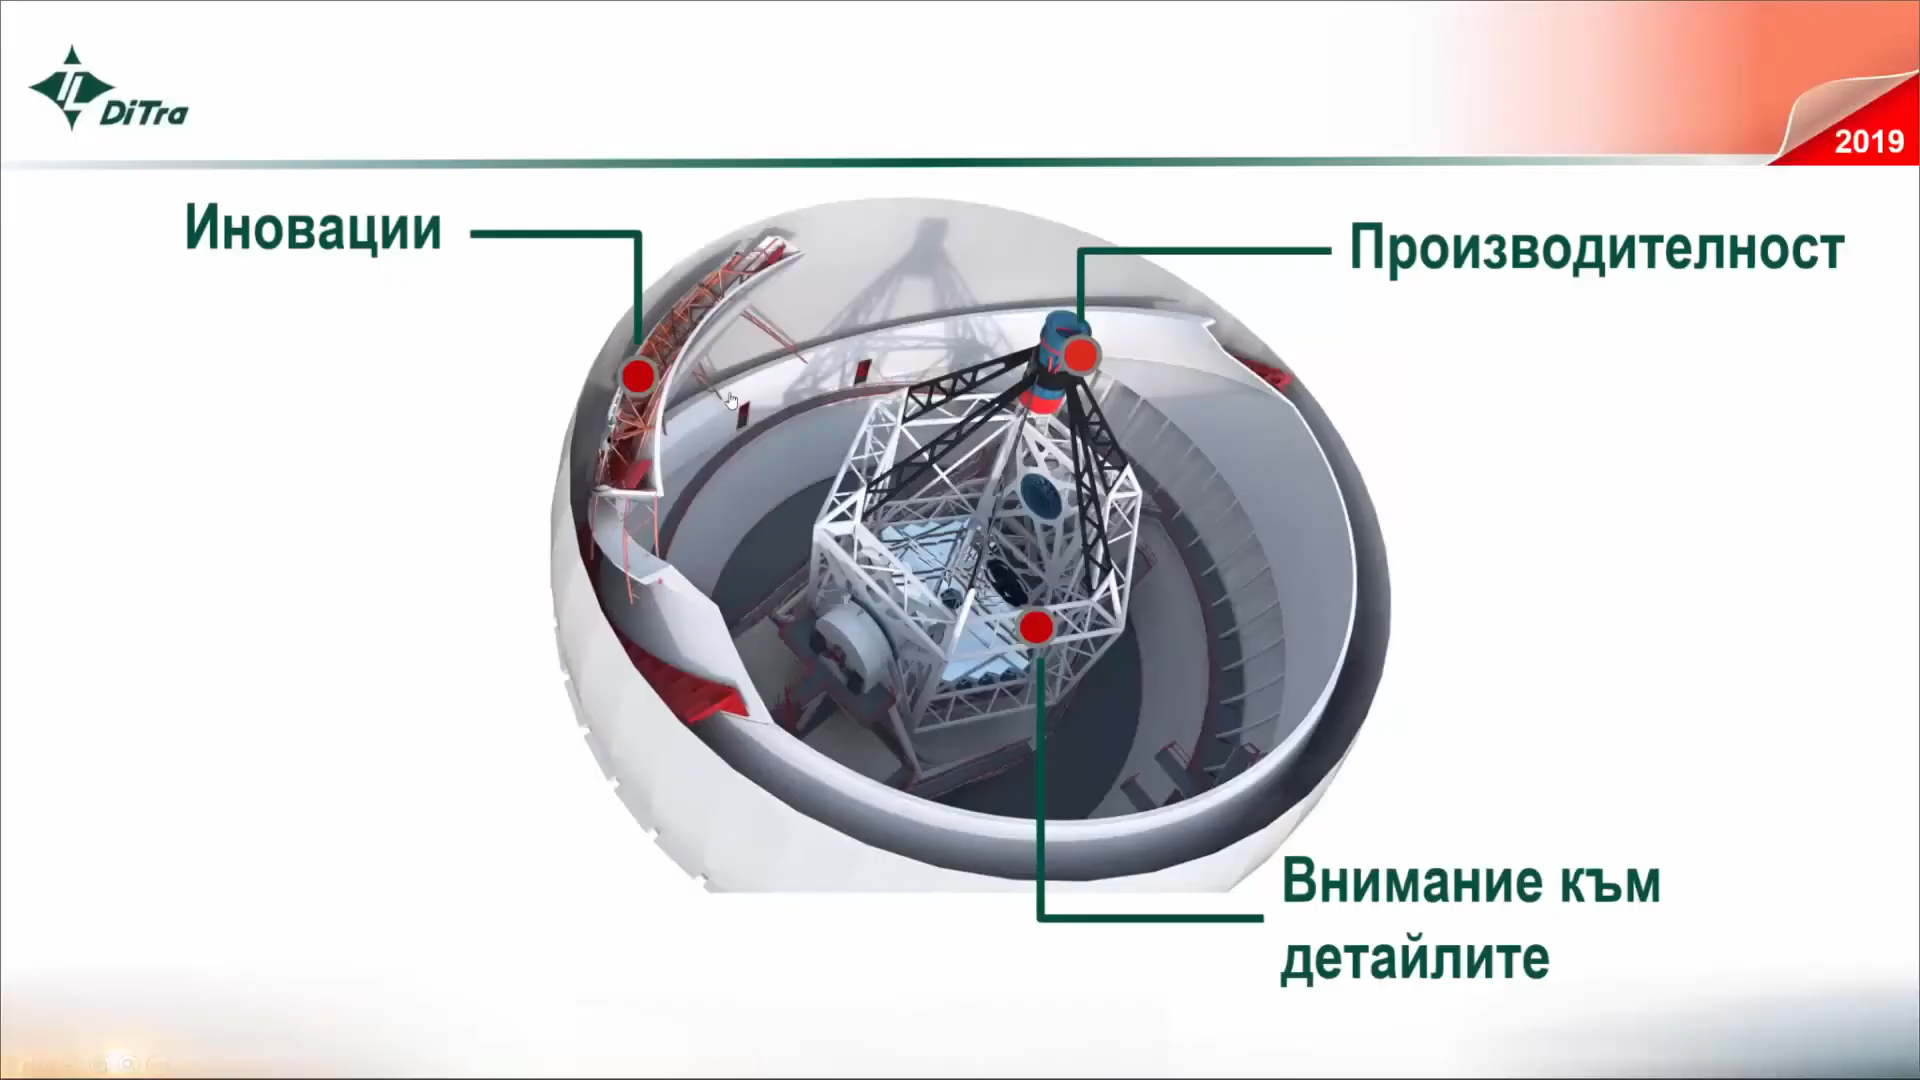 DiTra
2019
Иновации
Производителност
Внимание към
детайлите